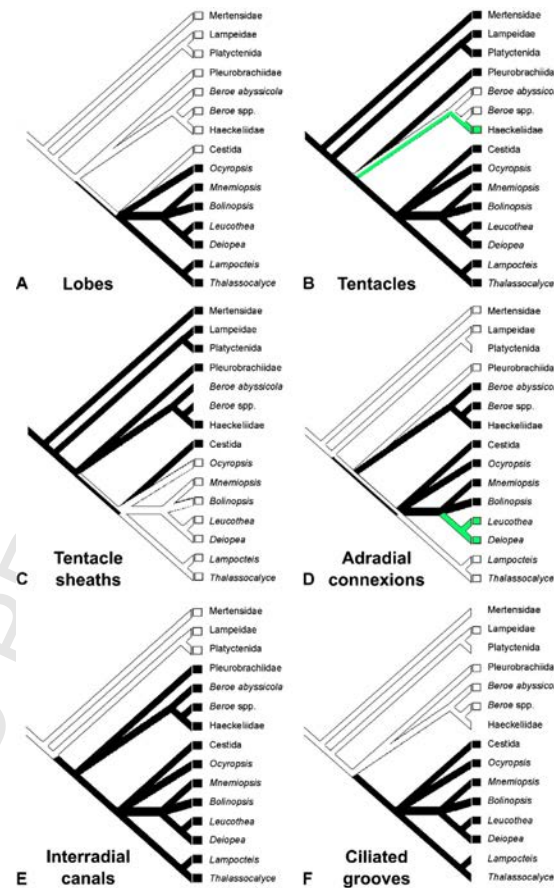 Mertensidae
Lampeidae
Platyctenida
Pleurobrachiidae
Beroe abyssicola
Beroe spp.
Haeckeliidae
Cestida
Ocyropsis
Mnemiopsis
Bolinopsis
Leucothea
Deiopea
Lampocteis
Thalassocalyce
A Lobes
Mertensidae
Lampeidae
Platyctenida
Pleurobrachiidae
Beroe abyssicola
Beroe spp.
Haeckeliidae
Cestida
Ocyropsis
Mnemiopsis
Bolinopsis
Leucothea
Deiopea
Lampocteis
Thalassocalyce
B Tentacles
Mertensidae
Lampeidae
Platyctenida
Pleurobrachiidae
Beroe abyssicola
Beroe spp.
Haeckeliidae
Cestida
Ocyropsis
Mnemiopsis
Bolinopsis
Leucothea
Deiopea
Lampocteis
Thalassocalyce
Tentacle
C sheaths
Mertensidae
Lampeidae
Platyctenida
Pleurobrachiidae
Beroe abyssicola
Beroe spp.
Haeckeliidae
Cestida
Ocyropsis
Mnemiopsis
Bolinopsis
Leucothea
Deiopea
Lampocteis
Thalassocalyce
Adradial
D connexions
Mertensidae
Lampeidae
Platyctenida
Pleurobrachiidae
Beroe abyssicola
Beroe spp.
Haeckeliidae
Cestida
Ocyropsis
Mnemiopsis
Bolinopsis
Leucothea
Deiopea
Lampocteis
Thalassocalyce
Interradial
E canals
Mertensidae
Lampeidae
Platyctenida
Pleurobrachiidae
Beroe abyssicola
Beroe spp.
Haeckeliidae
Cestida
Ocyropsis
Mnemiopsis
Bolinopsis
Leucothea
Deiopea
Lampocteis
Thalassocalyce
Ciliated
F grooves